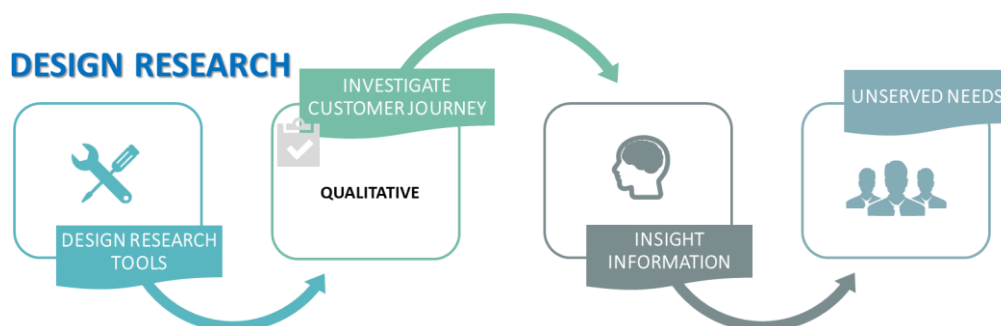 DESIGN RESEARCH
DESIGN RESEARCH
TOOLS
INVESTIGATE
CUSTOMER JOURNEY
QUALITATIVE
INSIGHT
INFORMATION
UNSERVED NEEDS